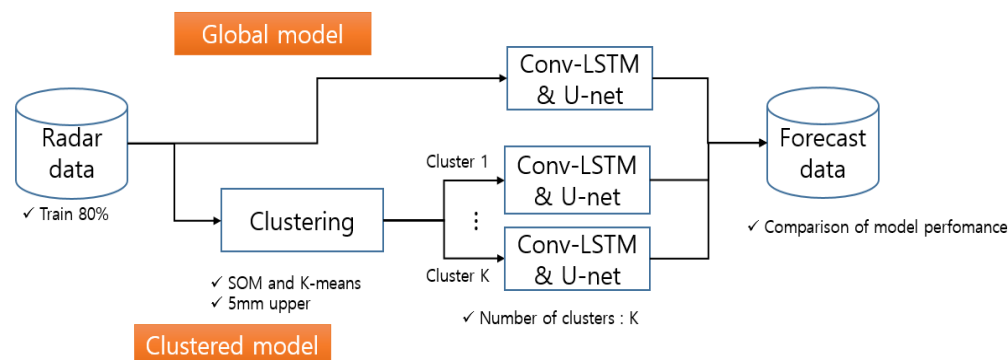 Global model
Conv-LSTM
& U-net
Radar
data
✓ Train 80%
Forecast
data
✓ Comparison of model perfomance
Clustering
✓ SOM and K-means
✓ 5mm upper
Cluster 1
Conv-LSTM
& U-net
⋮
Cluster K
Conv-LSTM
& U-net
✓ Number of clusters : K
Clustered model